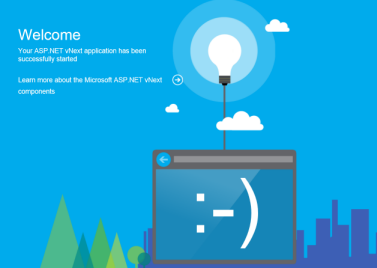 Welcome
Your ASP.NET vNext application has been
successfully started
Learn more about the Microsoft ASP.NET vNext
components
:-)